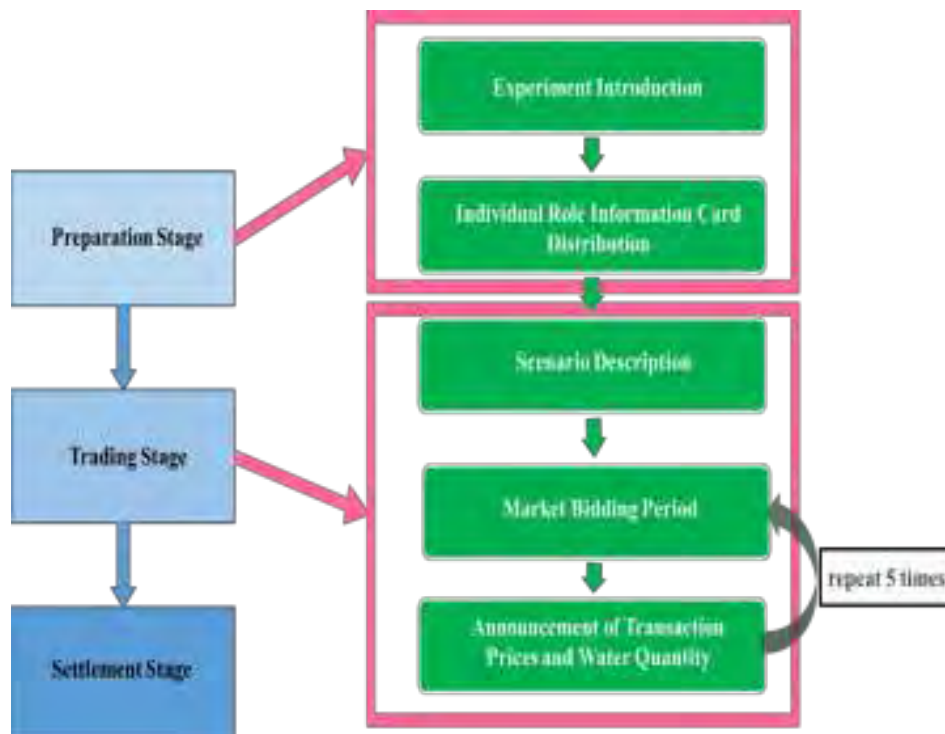 Experiment Introduction
Individual Role Information Card
Distribution
Preparation Stage
Scenario Description
Trading Stage
Market Bidding Period
repeat 5 times
Announcement of Transaction
Prices and Water Quantity
Settlement Stage